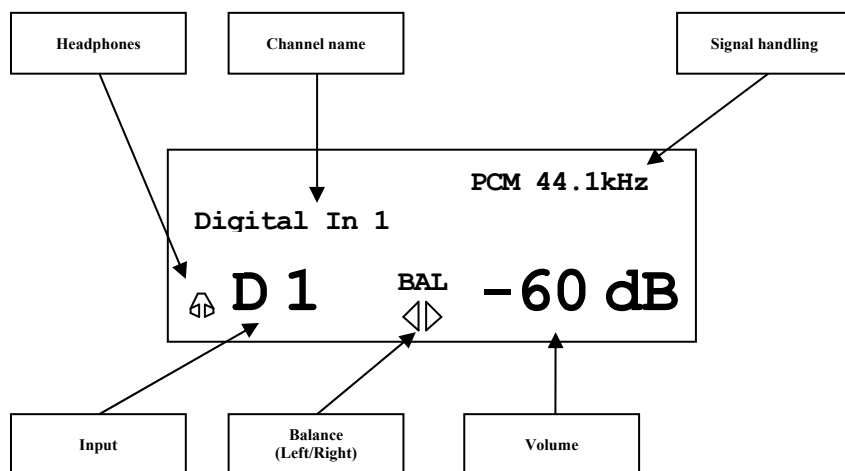 Headphones
Channel name
Signal handling
PCM 44.1kHz
Digital In 1
D 1
BAL
-60 dB
Input
Balance
(Left/Right)
Volume